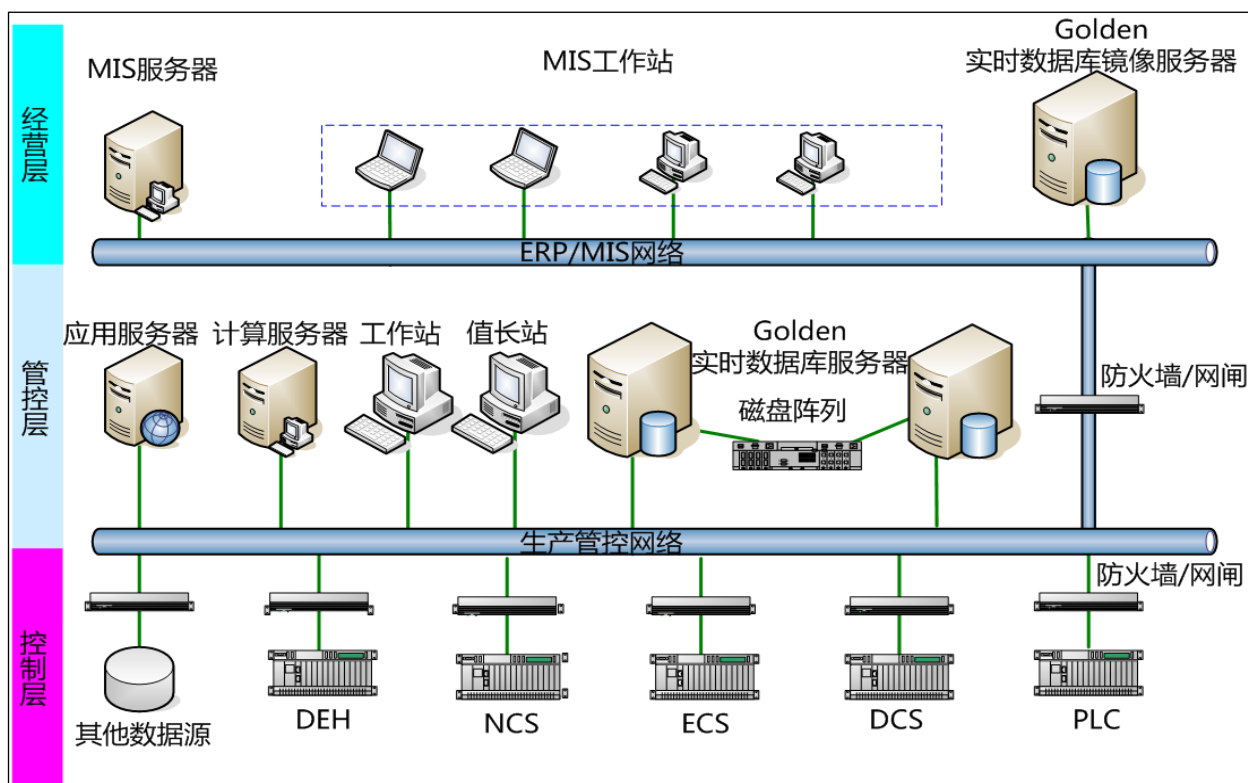 经营层
MIS服务器
MIS工作站
Golden
实时数据库镜像服务器
ERP/MIS网络
管控层
应用服务器
计算服务器
工作站
值长站
Golden
实时数据库服务器
磁盘阵列
防火墙/网闸
生产管控网络
控制层
防火墙/网闸
其他数据源
DEH
NCS
ECS
DCS
PLC